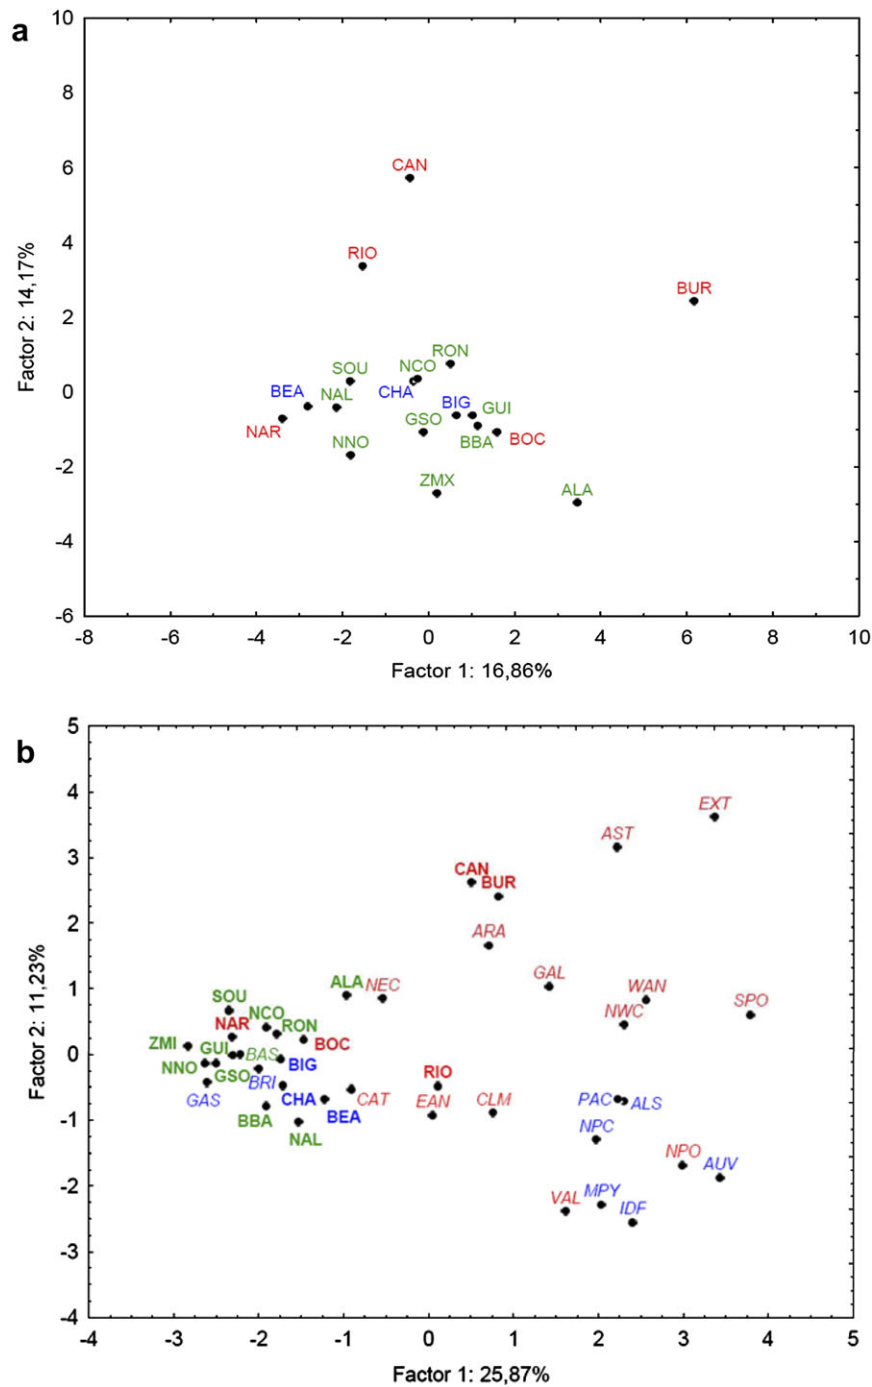 a
10
8
CAN
6
RIO
4
BUR
2
SOU NCO RON
BEA NAL CHA BIG GUI
0
NAR NNO GSO BBA BOC
-2
ZMX ALA
-4
-6
-8 -6 -4 -2 0 2 4 6 8 10
Factor 2: 14,17%
Factor 1: 16,86%
b
5
4
EXT
AST
3
CAN
BUR
2
ARA
GAL WAN
ALA NEC
1
SOU NCO NWC SPO
NAR RON
ZMI GUI BAS BOC
0
NNO GSO BRI BIG RIO
GAS CHA CAT EAN CLM PAC ALS
-1
BBA BEA NPC
NAL NPO AUV
-2
VAL MPY IDF
-3
-4
-4 -3 -2 -1 0 1 2 3 4 5
Factor 2: 11,23%
Factor 1: 25,87%